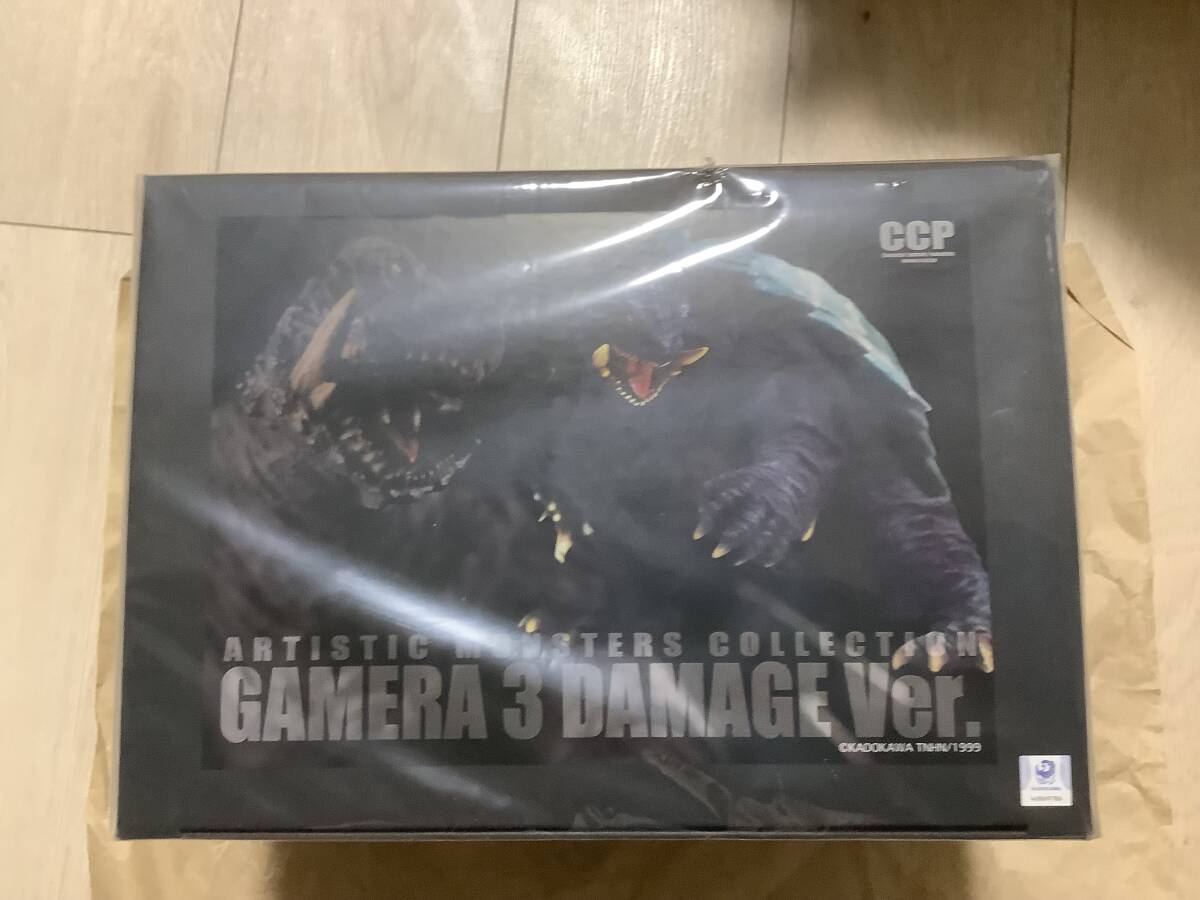 CCP
ARTISTIC MONSTERS COLLECTION
GAMERA 3 DAMAGE Ver.
©KADOKAWA TNHN/1999